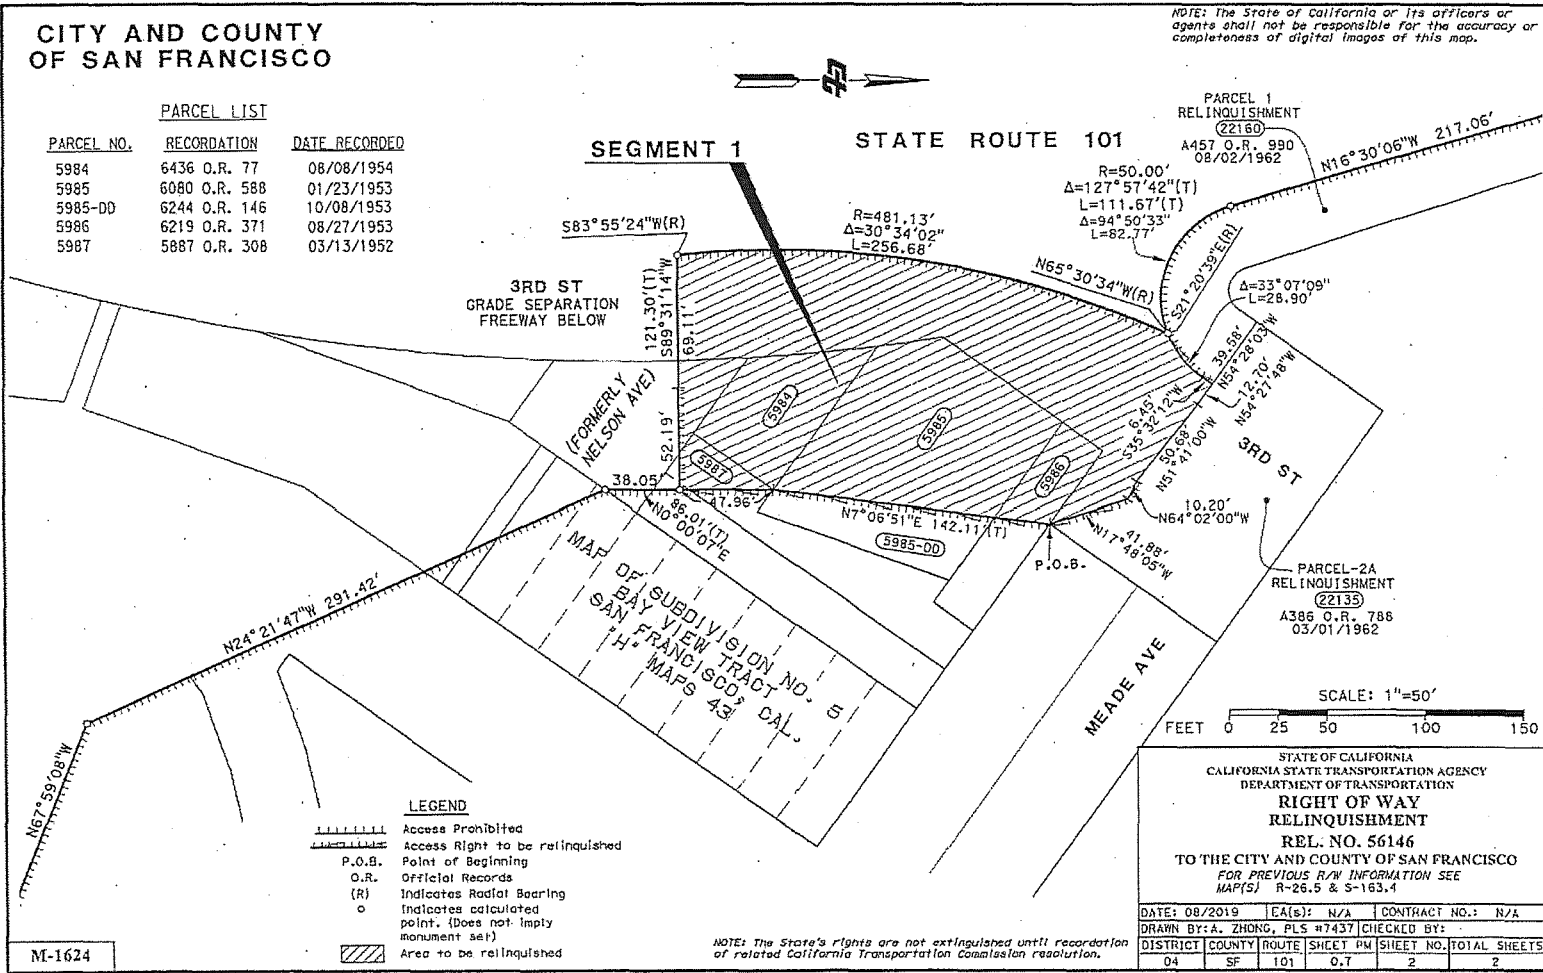 CITY AND COUNTY
OF SAN FRANCISCO
NOTE: The State of California or its officers or
agents shall not be responsible for the accuracy or
completeness of digital images of this map.
PARCEL LIST
PARCEL NO. RECORDATION DATE RECORDED
5984 6436 O.R. 77 08/08/1954
5985 6080 O.R. 588 01/23/1953
5985-DD 6244 O.R. 146 10/08/1953
5986 6219 O.R. 371 08/27/1953
5987 5887 O.R. 308 03/13/1952
SEGMENT 1
STATE ROUTE 101
PARCEL 1
RELINQUISHMENT
22160
A457 O.R. 990
08/02/1962
N16°30'06"W 217.06'
R=50.00'
Δ=127°57'42"(T)
L=111.67'(T)
Δ=94°50'33"
L=82.77'
S83°55'24"W(R)
R=481.13'
Δ=30°34'02"
L=256.68'
N65°30'34"W(R)
S21°20'39"E(R)
Δ=33°07'09"
L=28.90'
3RD ST
GRADE SEPARATION
FREEWAY BELOW
121.30'(T)
S89°31'14"W
69.11'
52.19'
39.58'
N54°28'03"W
12.70'
N54°27'48"W
6.45'
S35°32'12"W
50.68'
N51°41'00"W
3RD ST
(FORMERLY
NELSON AVE)
5984
5985
5986
5987
38.05'
47.96'
86.01'(T)
N0°00'07"E
N7°06'51"E 142.11'(T)
5985-DD
P.O.B.
10.20'
N64°02'00"W
41.88'
N17°48'05"W
PARCEL-2A
RELINQUISHMENT
22135
A386 O.R. 788
03/01/1962
MAP OF SUBDIVISION NO. 5
BAY VIEW TRACT
SAN FRANCISCO, CAL.
"H" MAPS 43
N24°21'47"W 291.42'
N67°59'08"W
MEADE AVE
SCALE: 1"=50'
FEET 0 25 50 100 150
LEGEND
Access Prohibited
Access Right to be relinquished
P.O.B. Point of Beginning
O.R. Official Records
(R) Indicates Radial Bearing
o Indicates calculated
point. (Does not imply
monument set)
Area to be relinquished
M-1624
NOTE: The State's rights are not extinguished until recordation
of related California Transportation Commission resolution.
STATE OF CALIFORNIA
CALIFORNIA STATE TRANSPORTATION AGENCY
DEPARTMENT OF TRANSPORTATION
RIGHT OF WAY
RELINQUISHMENT
REL. NO. 56146
TO THE CITY AND COUNTY OF SAN FRANCISCO
FOR PREVIOUS R/W INFORMATION SEE
MAP(S) R-26.5 & S-163.4
DATE: 08/2019 EA(s): N/A CONTRACT NO.: N/A
DRAWN BY: A. ZHONG, PLS #7437 CHECKED BY:
DISTRICT COUNTY ROUTE SHEET PM SHEET NO. TOTAL SHEETS
04 SF 101 0.7 2 2